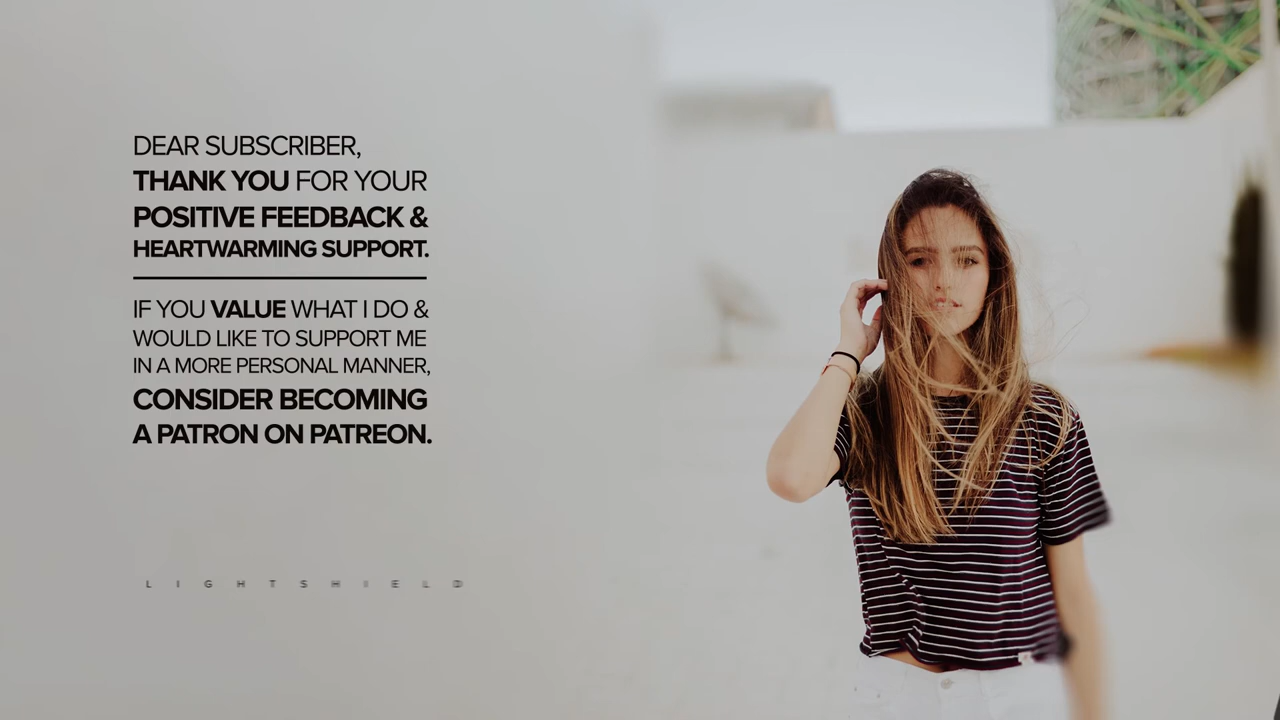 DEAR SUBSCRIBER,
THANK YOU FOR YOUR
POSITIVE FEEDBACK &
HEARTWARMING SUPPORT.
IF YOU VALUE WHAT I DO &
WOULD LIKE TO SUPPORT ME
IN A MORE PERSONAL MANNER,
CONSIDER BECOMING
A PATRON ON PATREON.
LIGHTSHIELD